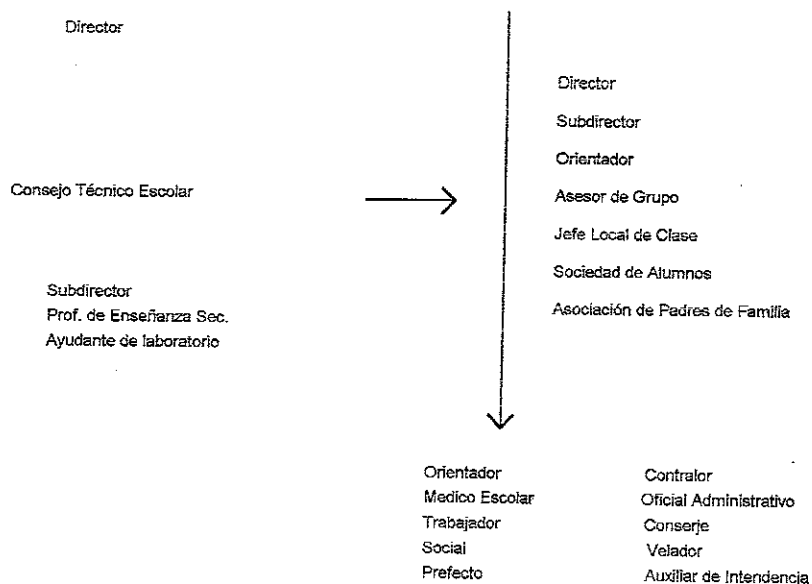 Director
Director
Subdirector
Orientador
Consejo Técnico Escolar
Asesor de Grupo
Jefe Local de Clase
Sociedad de Alumnos
Asociación de Padres de Familia
Subdirector
Prof. de Enseñanza Sec.
Ayudante de laboratorio
Orientador
Medico Escolar
Trabajador
Social
Prefecto
Contralor
Oficial Administrativo
Conserje
Velador
Auxiliar de Intendencia